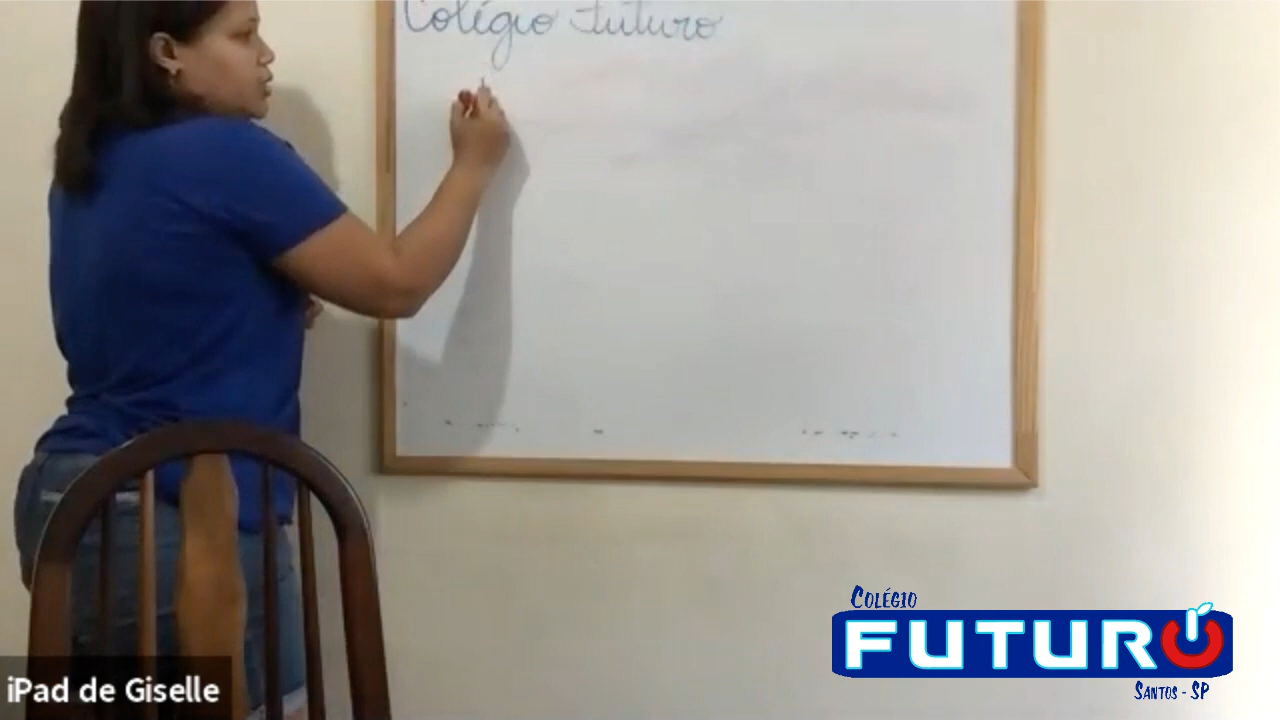 Colégio Futuro
COLÉGIO
FUTURO
SANTOS - SP
iPad de Giselle